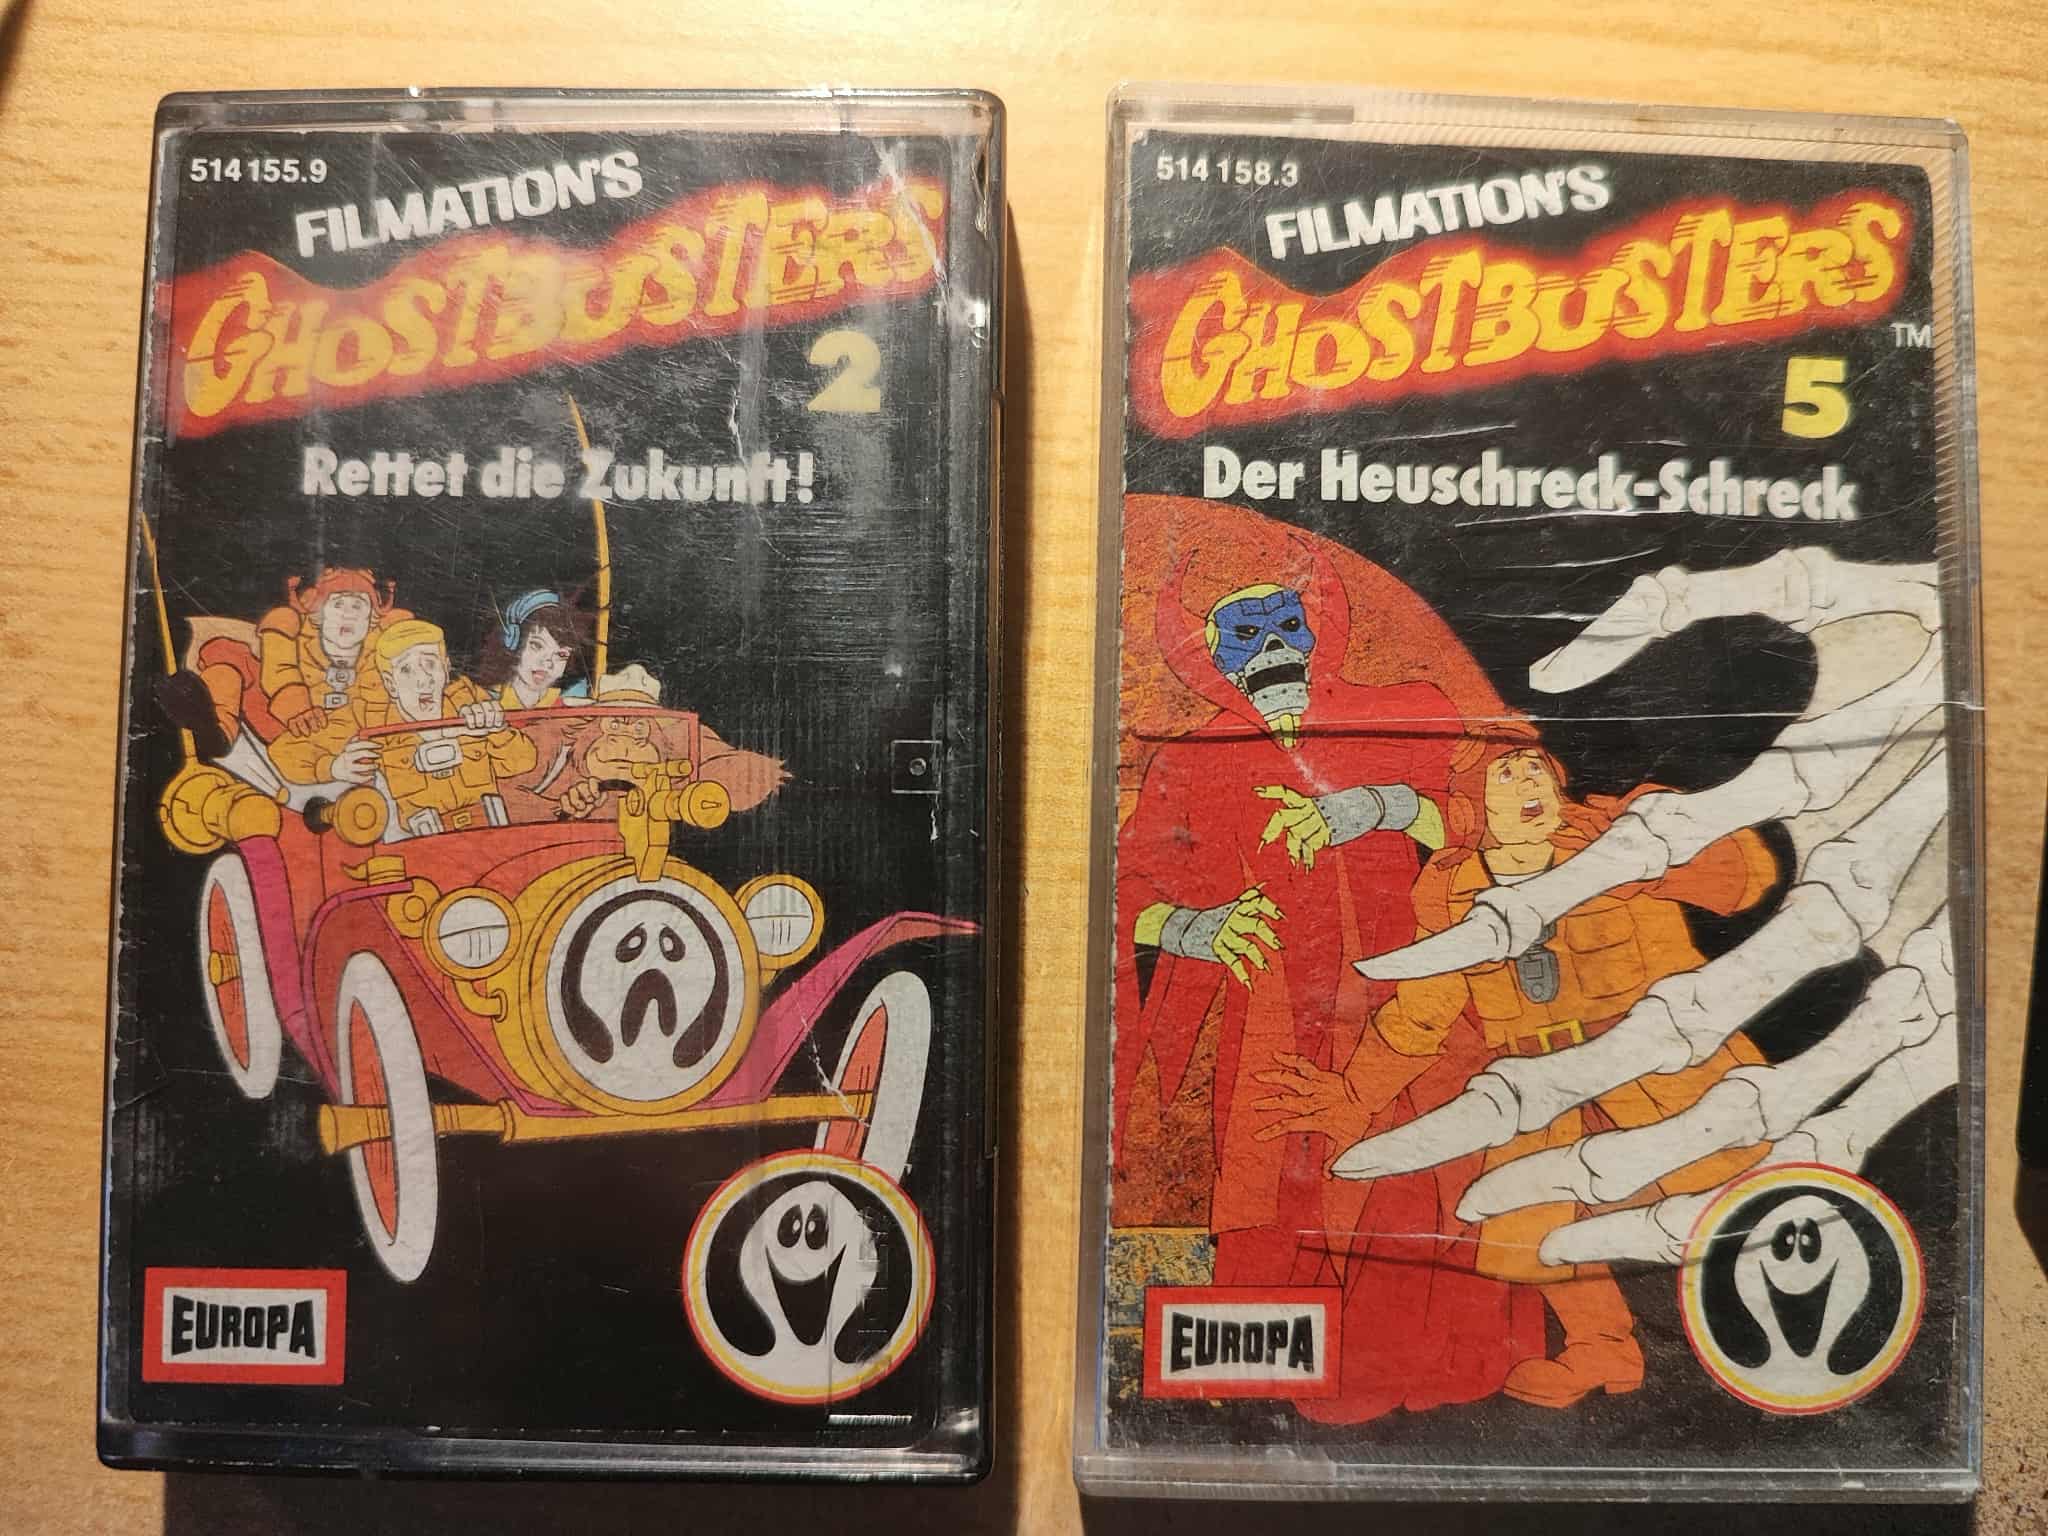 514 155.9
FILMATION'S
GHOSTBUSTERS
2
Rettet die Zukunft!
EUROPA
514 158.3
FILMATION'S
GHOSTBUSTERS
TM
5
Der Heuschreck-Schreck
EUROPA